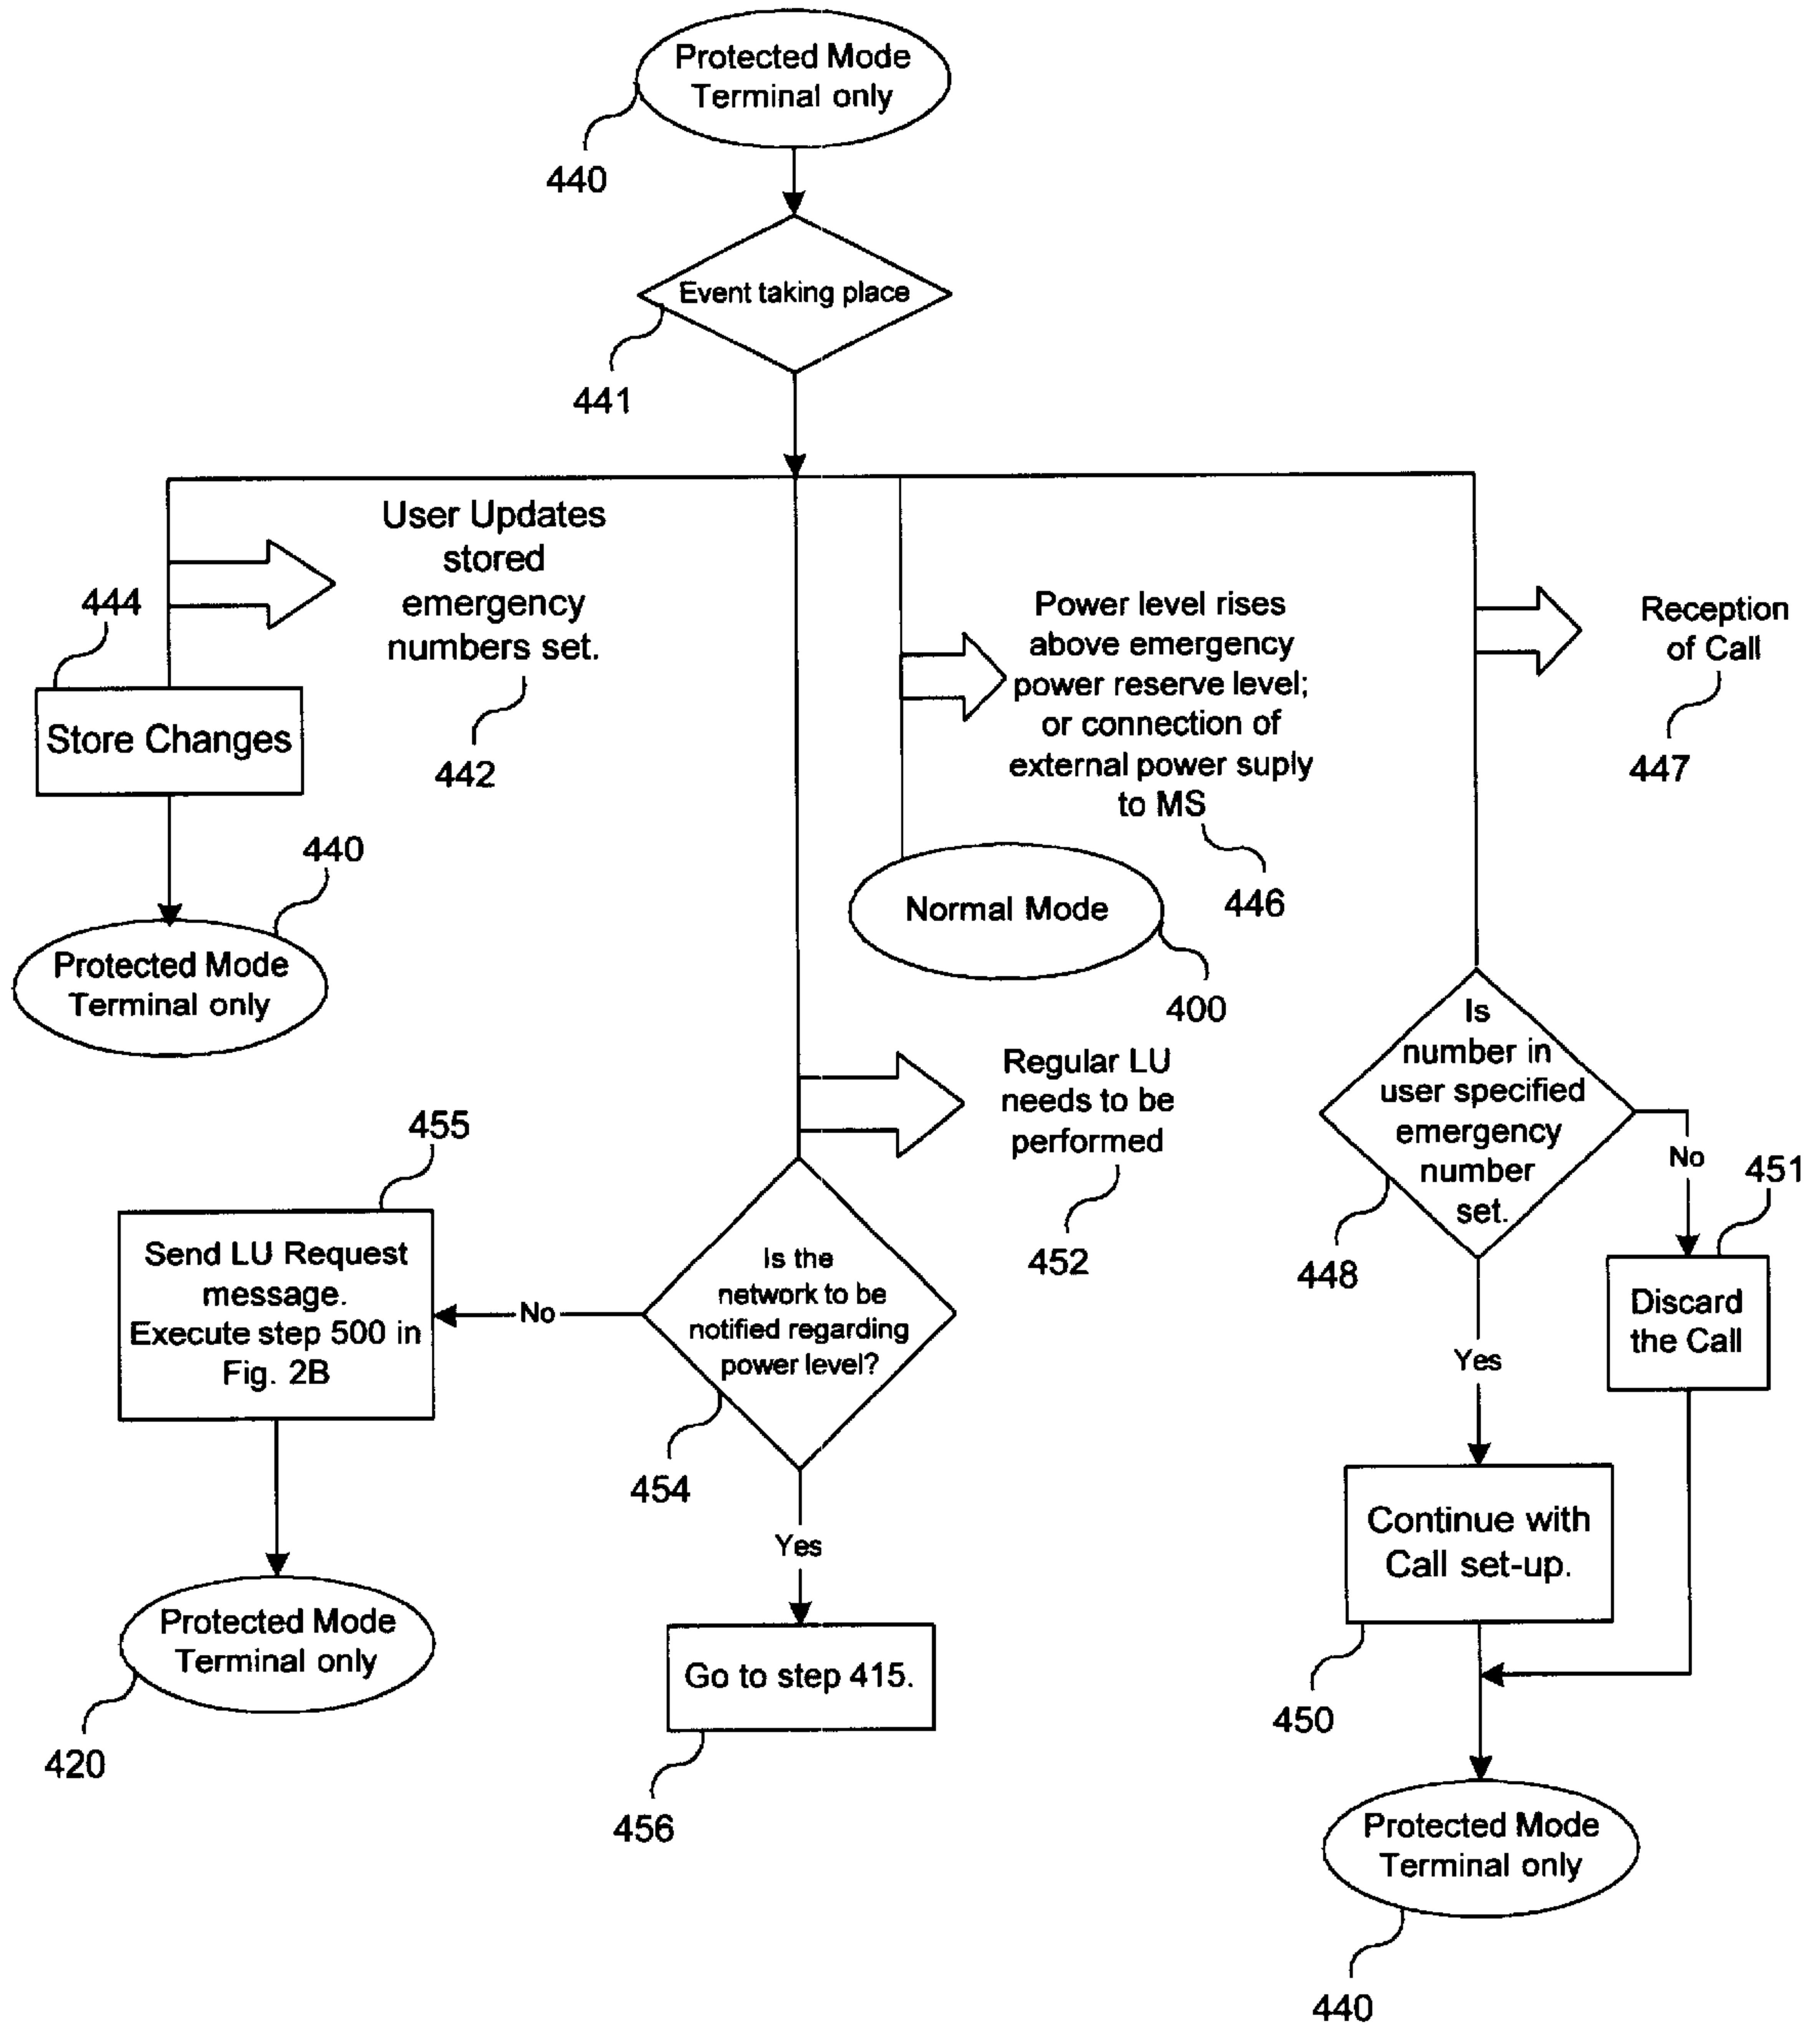 Protected Mode
Terminal only
440
Event taking place
441
User Updates
stored
emergency
numbers set.
442
444
Store Changes
440
Protected Mode
Terminal only
Power level rises
above emergency
power reserve level;
or connection of
external power suply
to MS
446
Normal Mode
400
Reception
of Call
447
Regular LU
needs to be
performed
452
455
Send LU Request
message.
Execute step 500 in
Fig. 2B
No
Is the
network to be
notified regarding
power level?
454
Yes
Go to step 415.
456
Protected Mode
Terminal only
420
Is
number in
user specified
emergency
number
set.
448
No
451
Discard
the Call
Yes
Continue with
Call set-up.
450
Protected Mode
Terminal only
440